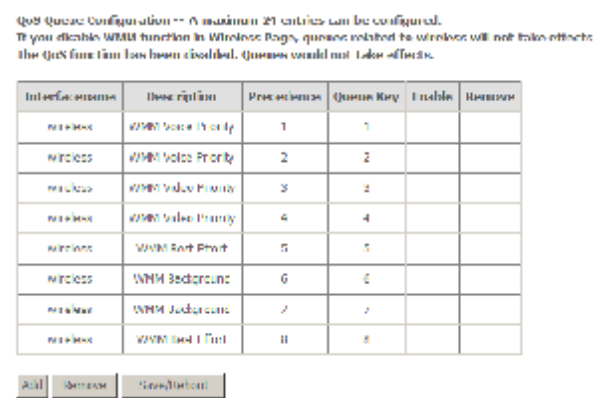 QoS Queue Configuration -- A maximum 24 entries can be configured.
If you disable WMM function in Wireless Page, queues related to wireless will not take effects
The QoS function has been disabled. Queues would not take effects.
Interfacename Description Precedence Queue Key Enable Remove
wireless WMM Voice Priority 1 1
wireless WMM Voice Priority 2 2
wireless WMM Video Priority 3 3
wireless WMM Video Priority 4 4
wireless WMM Best Effort 5 5
wireless WMM Background 6 6
wireless WMM Background 7 7
wireless WMM Best Effort 8 8
Add Remove Save/Reboot